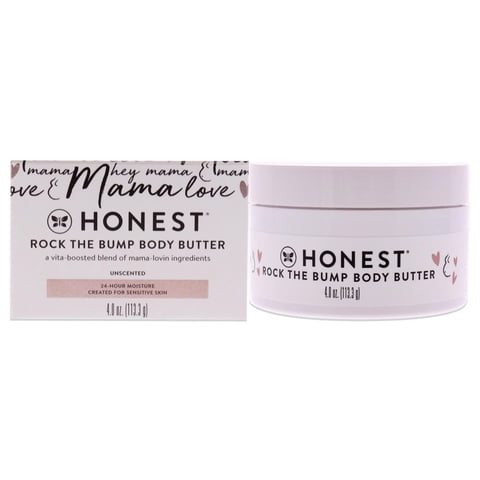 mama hey mama
love Mama love
HONEST®
ROCK THE BUMP BODY BUTTER
a vita-boosted blend of mama-lovin ingredients
UNSCENTED
24-HOUR MOISTURE
CREATED FOR SENSITIVE SKIN
4.0 oz. (113.3 g)
HONEST®
ROCK THE BUMP BODY BUTTER
4.0 oz. (113.3 g)